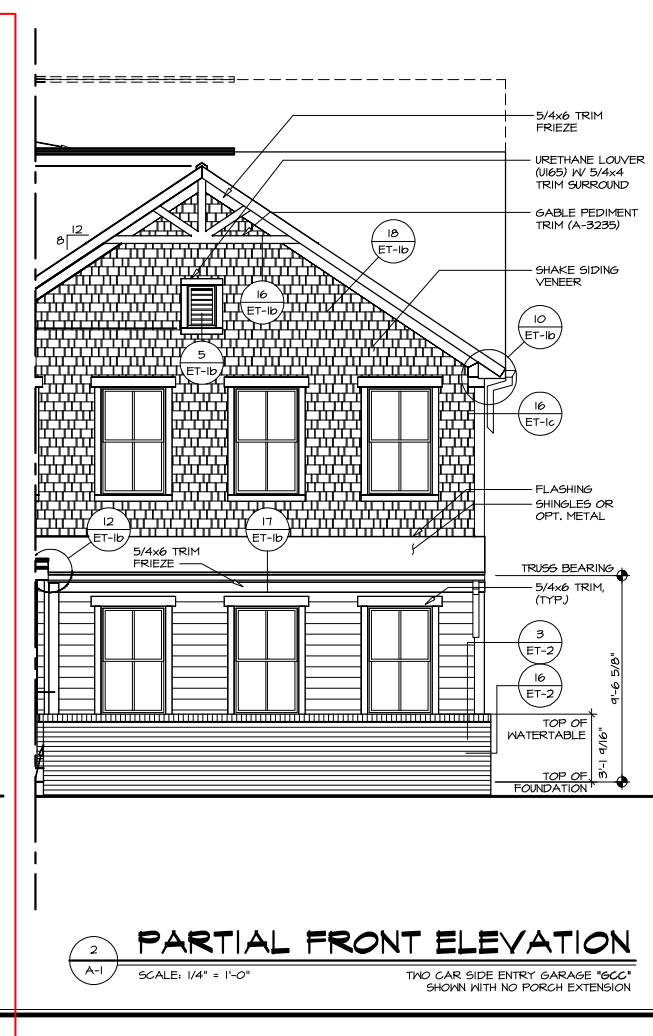 5/4x6 TRIM
FRIEZE
URETHANE LOUVER
(U165) W/ 5/4x4
TRIM SURROUND
GABLE PEDIMENT
TRIM (A-3235)
12
8
18
ET-1b
SHAKE SIDING
VENEER
16
ET-1b
10
ET-1b
5
ET-1b
16
ET-1c
FLASHING
SHINGLES OR
OPT. METAL
12
ET-1b
17
ET-1b
5/4x6 TRIM
FRIEZE
TRUSS BEARING
5/4x6 TRIM,
(TYP.)
3
ET-2
16
ET-2
9'-6 5/8"
TOP OF
WATERTABLE
3'-1 9/16"
TOP OF
FOUNDATION
2
A-1
PARTIAL FRONT ELEVATION
SCALE: 1/4" = 1'-0"
TWO CAR SIDE ENTRY GARAGE "GCC"
SHOWN WITH NO PORCH EXTENSION